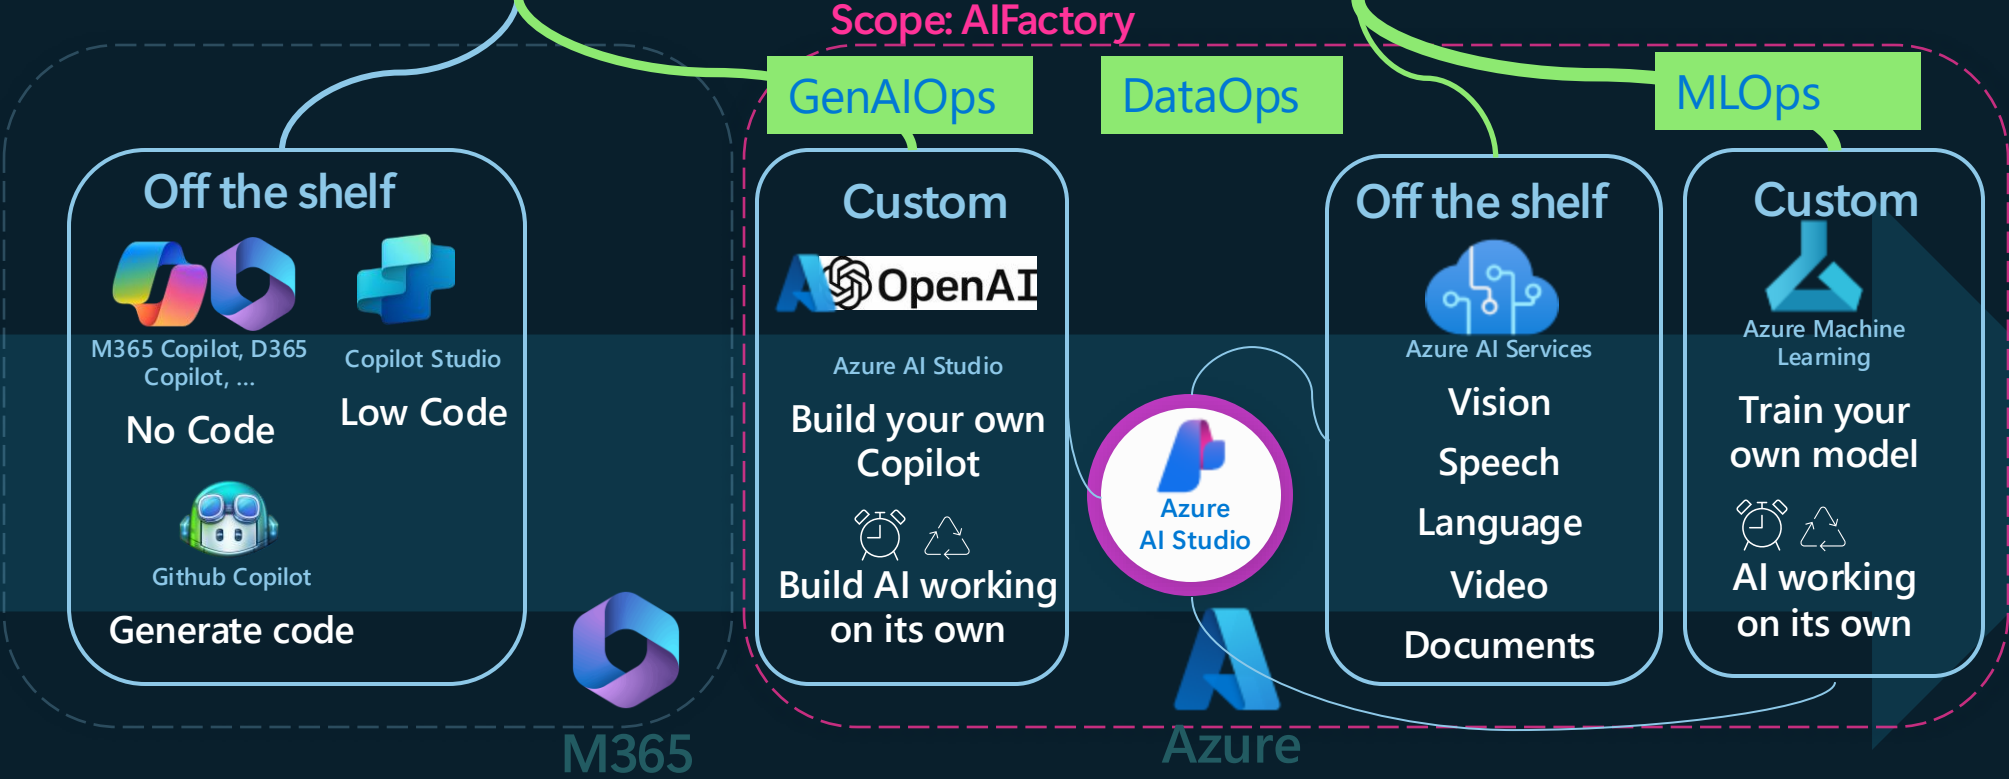 Scope: AIFactory
GenAIOps
DataOps
MLOps
Off the shelf
M365 Copilot, D365
Copilot, ...
No Code
Copilot Studio
Low Code
Github Copilot
Generate code
M365
Custom
OpenAI
Azure AI Studio
Build your own
Copilot
Build AI working
on its own
Azure
AI Studio
Azure
Off the shelf
Azure AI Services
Vision
Speech
Language
Video
Documents
Custom
Azure Machine
Learning
Train your
own model
AI working
on its own